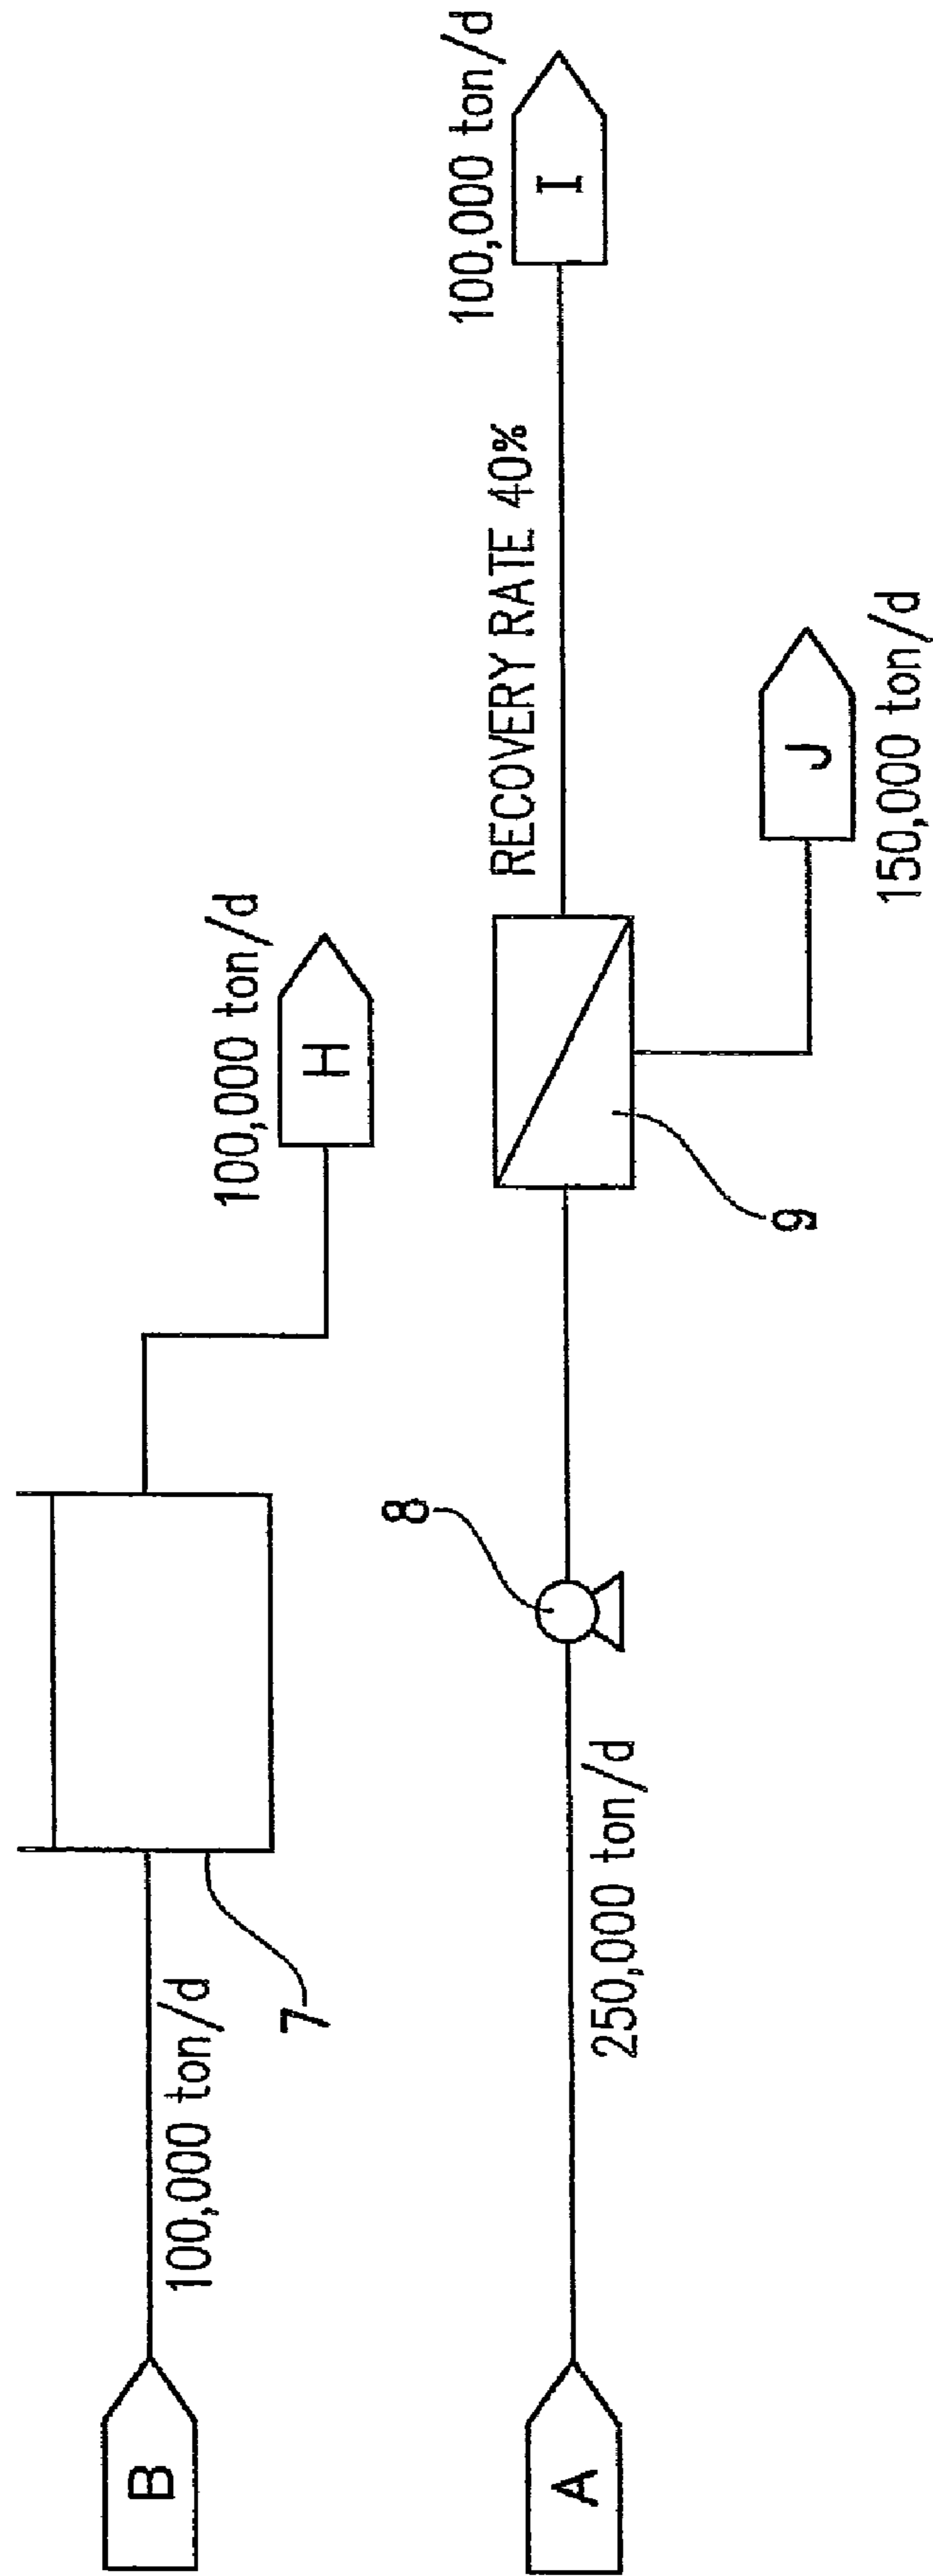 B
100,000 ton/d
7
100,000 ton/d
H
A
250,000 ton/d
8
9
RECOVERY RATE 40%
100,000 ton/d
I
J
150,000 ton/d